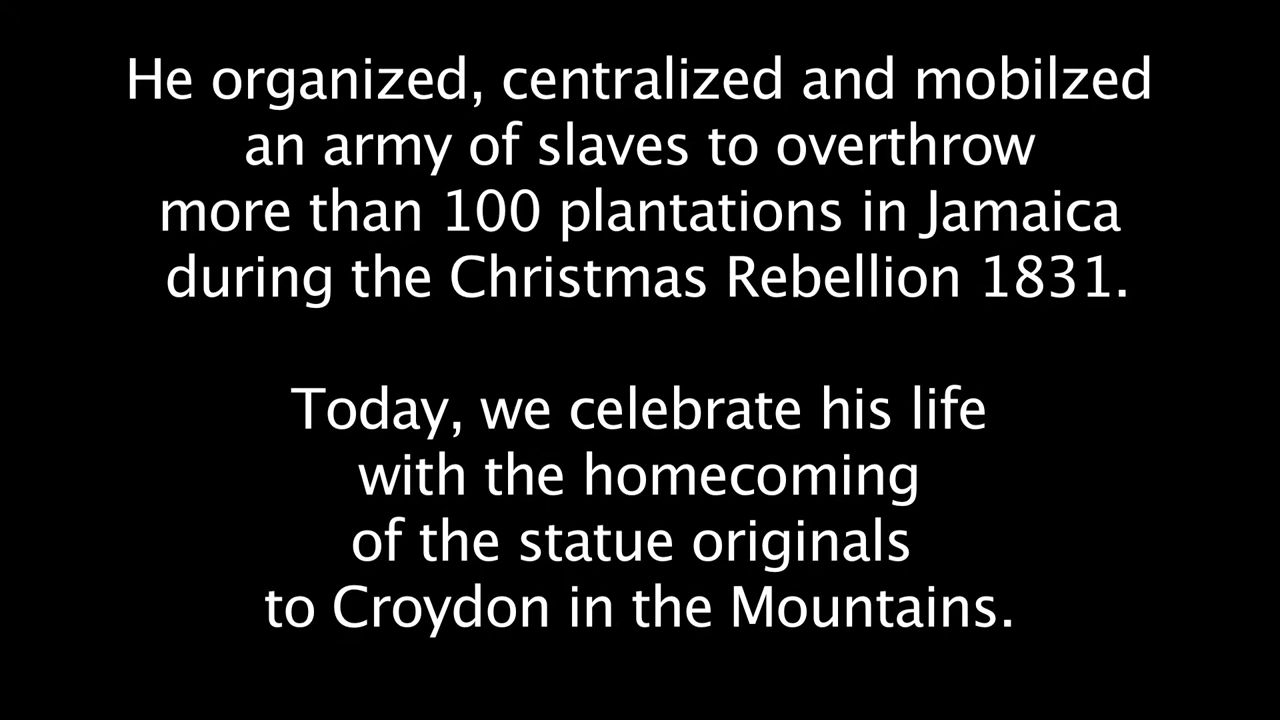 He organized, centralized and mobilzed
an army of slaves to overthrow
more than 100 plantations in Jamaica
during the Christmas Rebellion 1831.
Today, we celebrate his life
with the homecoming
of the statue originals
to Croydon in the Mountains.